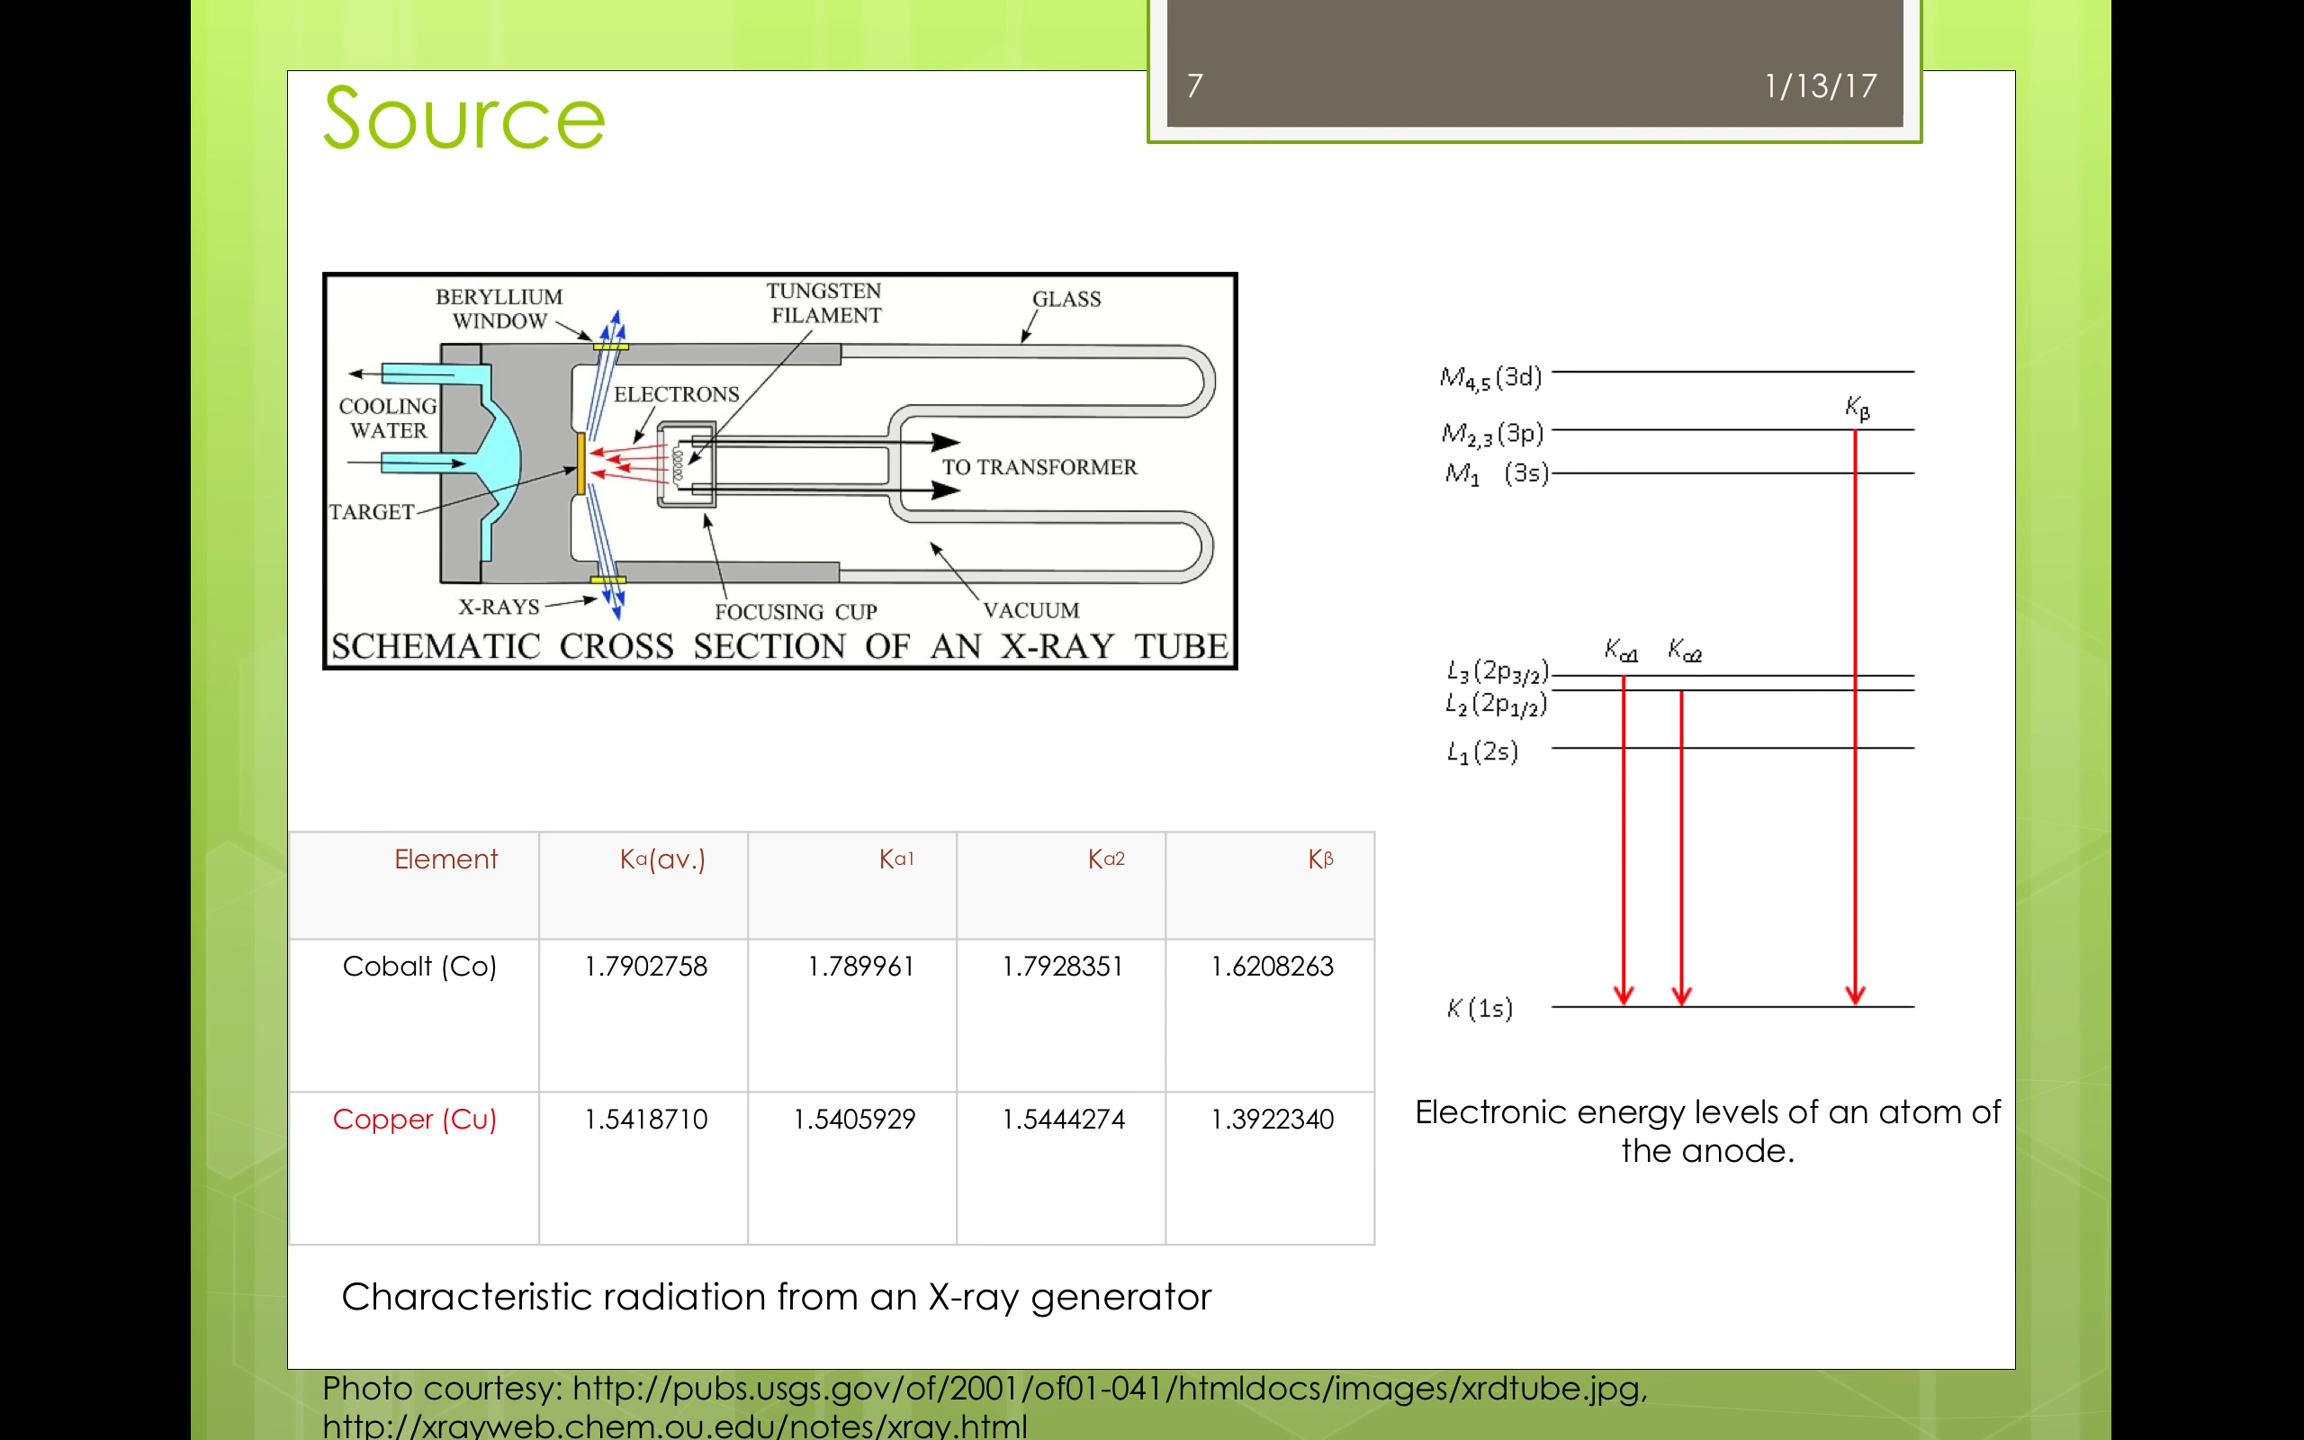 7
1/13/17
Source
BERYLLIUM
WINDOW
TUNGSTEN
FILAMENT
GLASS
ELECTRONS
COOLING
WATER
TO TRANSFORMER
TARGET
X-RAYS
FOCUSING CUP
VACUUM
SCHEMATIC CROSS SECTION OF AN X-RAY TUBE
M4,5(3d)
Kβ
M2,3(3p)
M1 (3s)
Kα1 Kα2
L3(2p3/2)
L2(2p1/2)
L1(2s)
K(1s)
Electronic energy levels of an atom of
the anode.
Element Kα(av.) Kα1 Kα2 Kβ
Cobalt (Co) 1.7902758 1.789961 1.7928351 1.6208263
Copper (Cu) 1.5418710 1.5405929 1.5444274 1.3922340
Characteristic radiation from an X-ray generator
Photo courtesy: http://pubs.usgs.gov/of/2001/of01-041/htmldocs/images/xrdtube.jpg,
http://xrayweb.chem.ou.edu/notes/xray.html